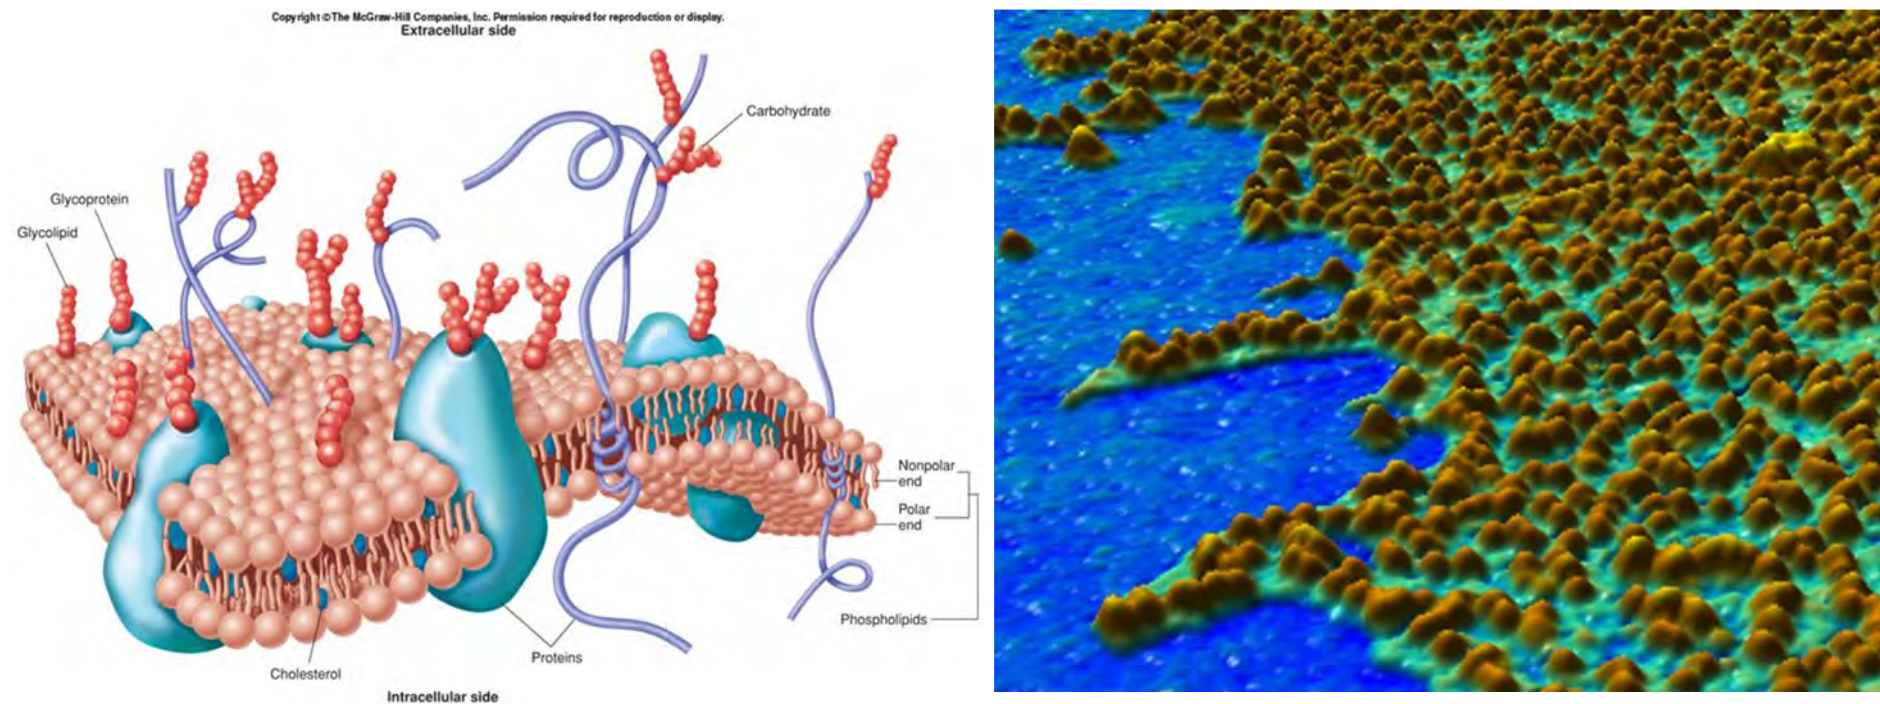 Copyright ©The McGraw-Hill Companies, Inc. Permission required for reproduction or display.
Extracellular side
Carbohydrate
Glycoprotein
Glycolipid
Nonpolar
end
Polar
end
Phospholipids
Proteins
Cholesterol
Intracellular side